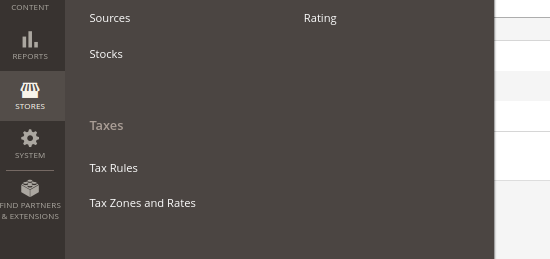 CONTENT
REPORTS
STORES
SYSTEM
FIND PARTNERS
& EXTENSIONS
Sources
Stocks
Taxes
Tax Rules
Tax Zones and Rates
Rating